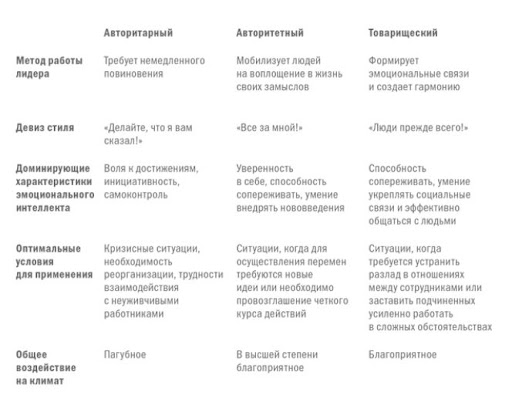 Авторитарный Авторитетный Товарищеский
Метод работы Требует немедленного Мобилизует людей Формирует
лидера повиновения на воплощение в жизнь эмоциональные связи
своих замыслов и создает гармонию
Девиз стиля «Делайте, что я вам «Все за мной!» «Люди прежде всего!»
сказал!»
Доминирующие Воля к достижениям, Уверенность Способность
характеристики инициативность, в себе, способность сопереживать, умение
эмоционального самоконтроль сопереживать, умение укреплять социальные
интеллекта внедрять нововведения связи и эффективно
общаться с людьми
Оптимальные Кризисные ситуации, Ситуации, когда для Ситуации, когда
условия необходимость осуществления перемен требуется устранить
для применения реорганизации, трудности требуются новые разлад в отношениях
взаимодействия идеи или необходимо между сотрудниками или
с неуживчивыми провозглашение четкого заставить подчиненных
работниками курса действий усиленно работать
в сложных обстоятельствах
Общее Пагубное В высшей степени Благоприятное
воздействие благоприятное
на климат